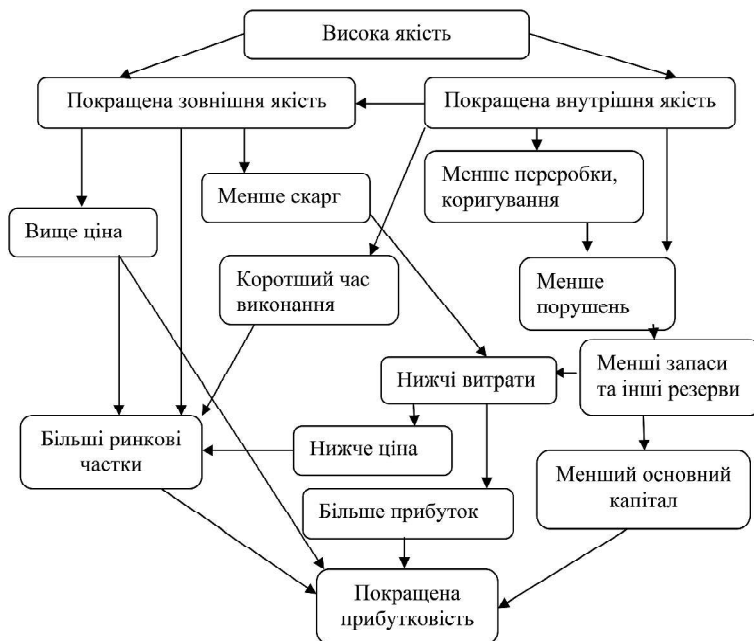 Висока якість
Покращена зовнішня якість
Покращена внутрішня якість
Менше скарг
Менше переробки,
коригування
Вище ціна
Коротший час
виконання
Менше
порушень
Нижчі витрати
Менші запаси
та інші резерви
Більші ринкові
частки
Нижче ціна
Менший основний
капітал
Більше прибуток
Покращена
прибутковість